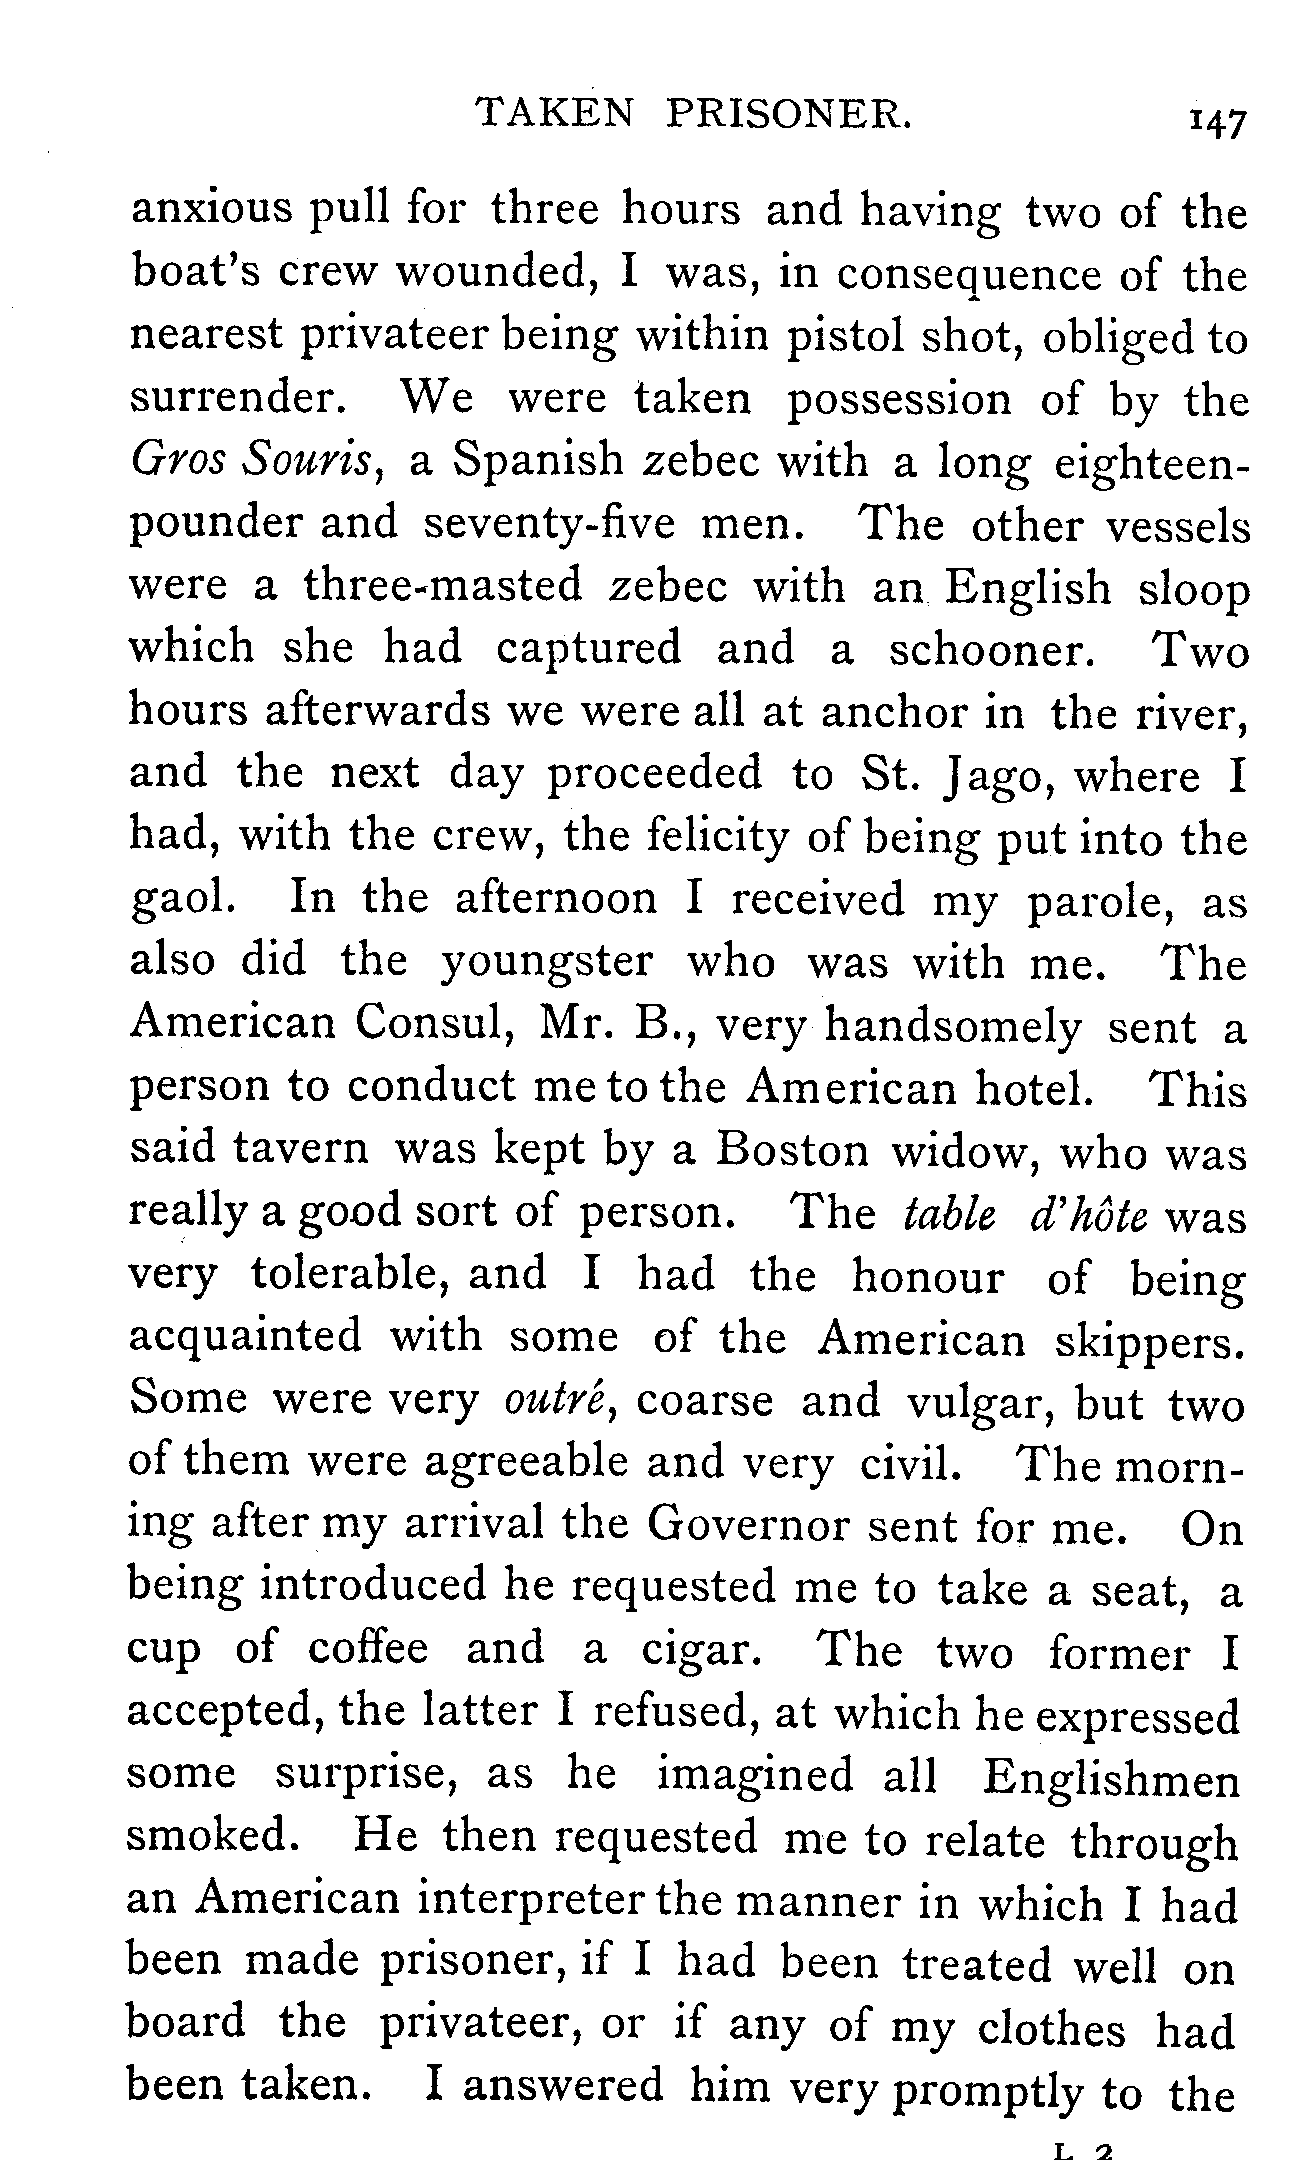 TAKEN PRISONER. 147
anxious pull for three hours and having two of the
boat's crew wounded, I was, in consequence of the
nearest privateer being within pistol shot, obliged to
surrender. We were taken possession of by the
Gros Souris, a Spanish zebec with a long eighteen-
pounder and seventy-five men. The other vessels
were a three-masted zebec with an English sloop
which she had captured and a schooner. Two
hours afterwards we were all at anchor in the river,
and the next day proceeded to St. Jago, where I
had, with the crew, the felicity of being put into the
gaol. In the afternoon I received my parole, as
also did the youngster who was with me. The
American Consul, Mr. B., very handsomely sent a
person to conduct me to the American hotel. This
said tavern was kept by a Boston widow, who was
really a good sort of person. The table d'hôte was
very tolerable, and I had the honour of being
acquainted with some of the American skippers.
Some were very outré, coarse and vulgar, but two
of them were agreeable and very civil. The morn-
ing after my arrival the Governor sent for me. On
being introduced he requested me to take a seat, a
cup of coffee and a cigar. The two former I
accepted, the latter I refused, at which he expressed
some surprise, as he imagined all Englishmen
smoked. He then requested me to relate through
an American interpreter the manner in which I had
been made prisoner, if I had been treated well on
board the privateer, or if any of my clothes had
been taken. I answered him very promptly to the
L 2